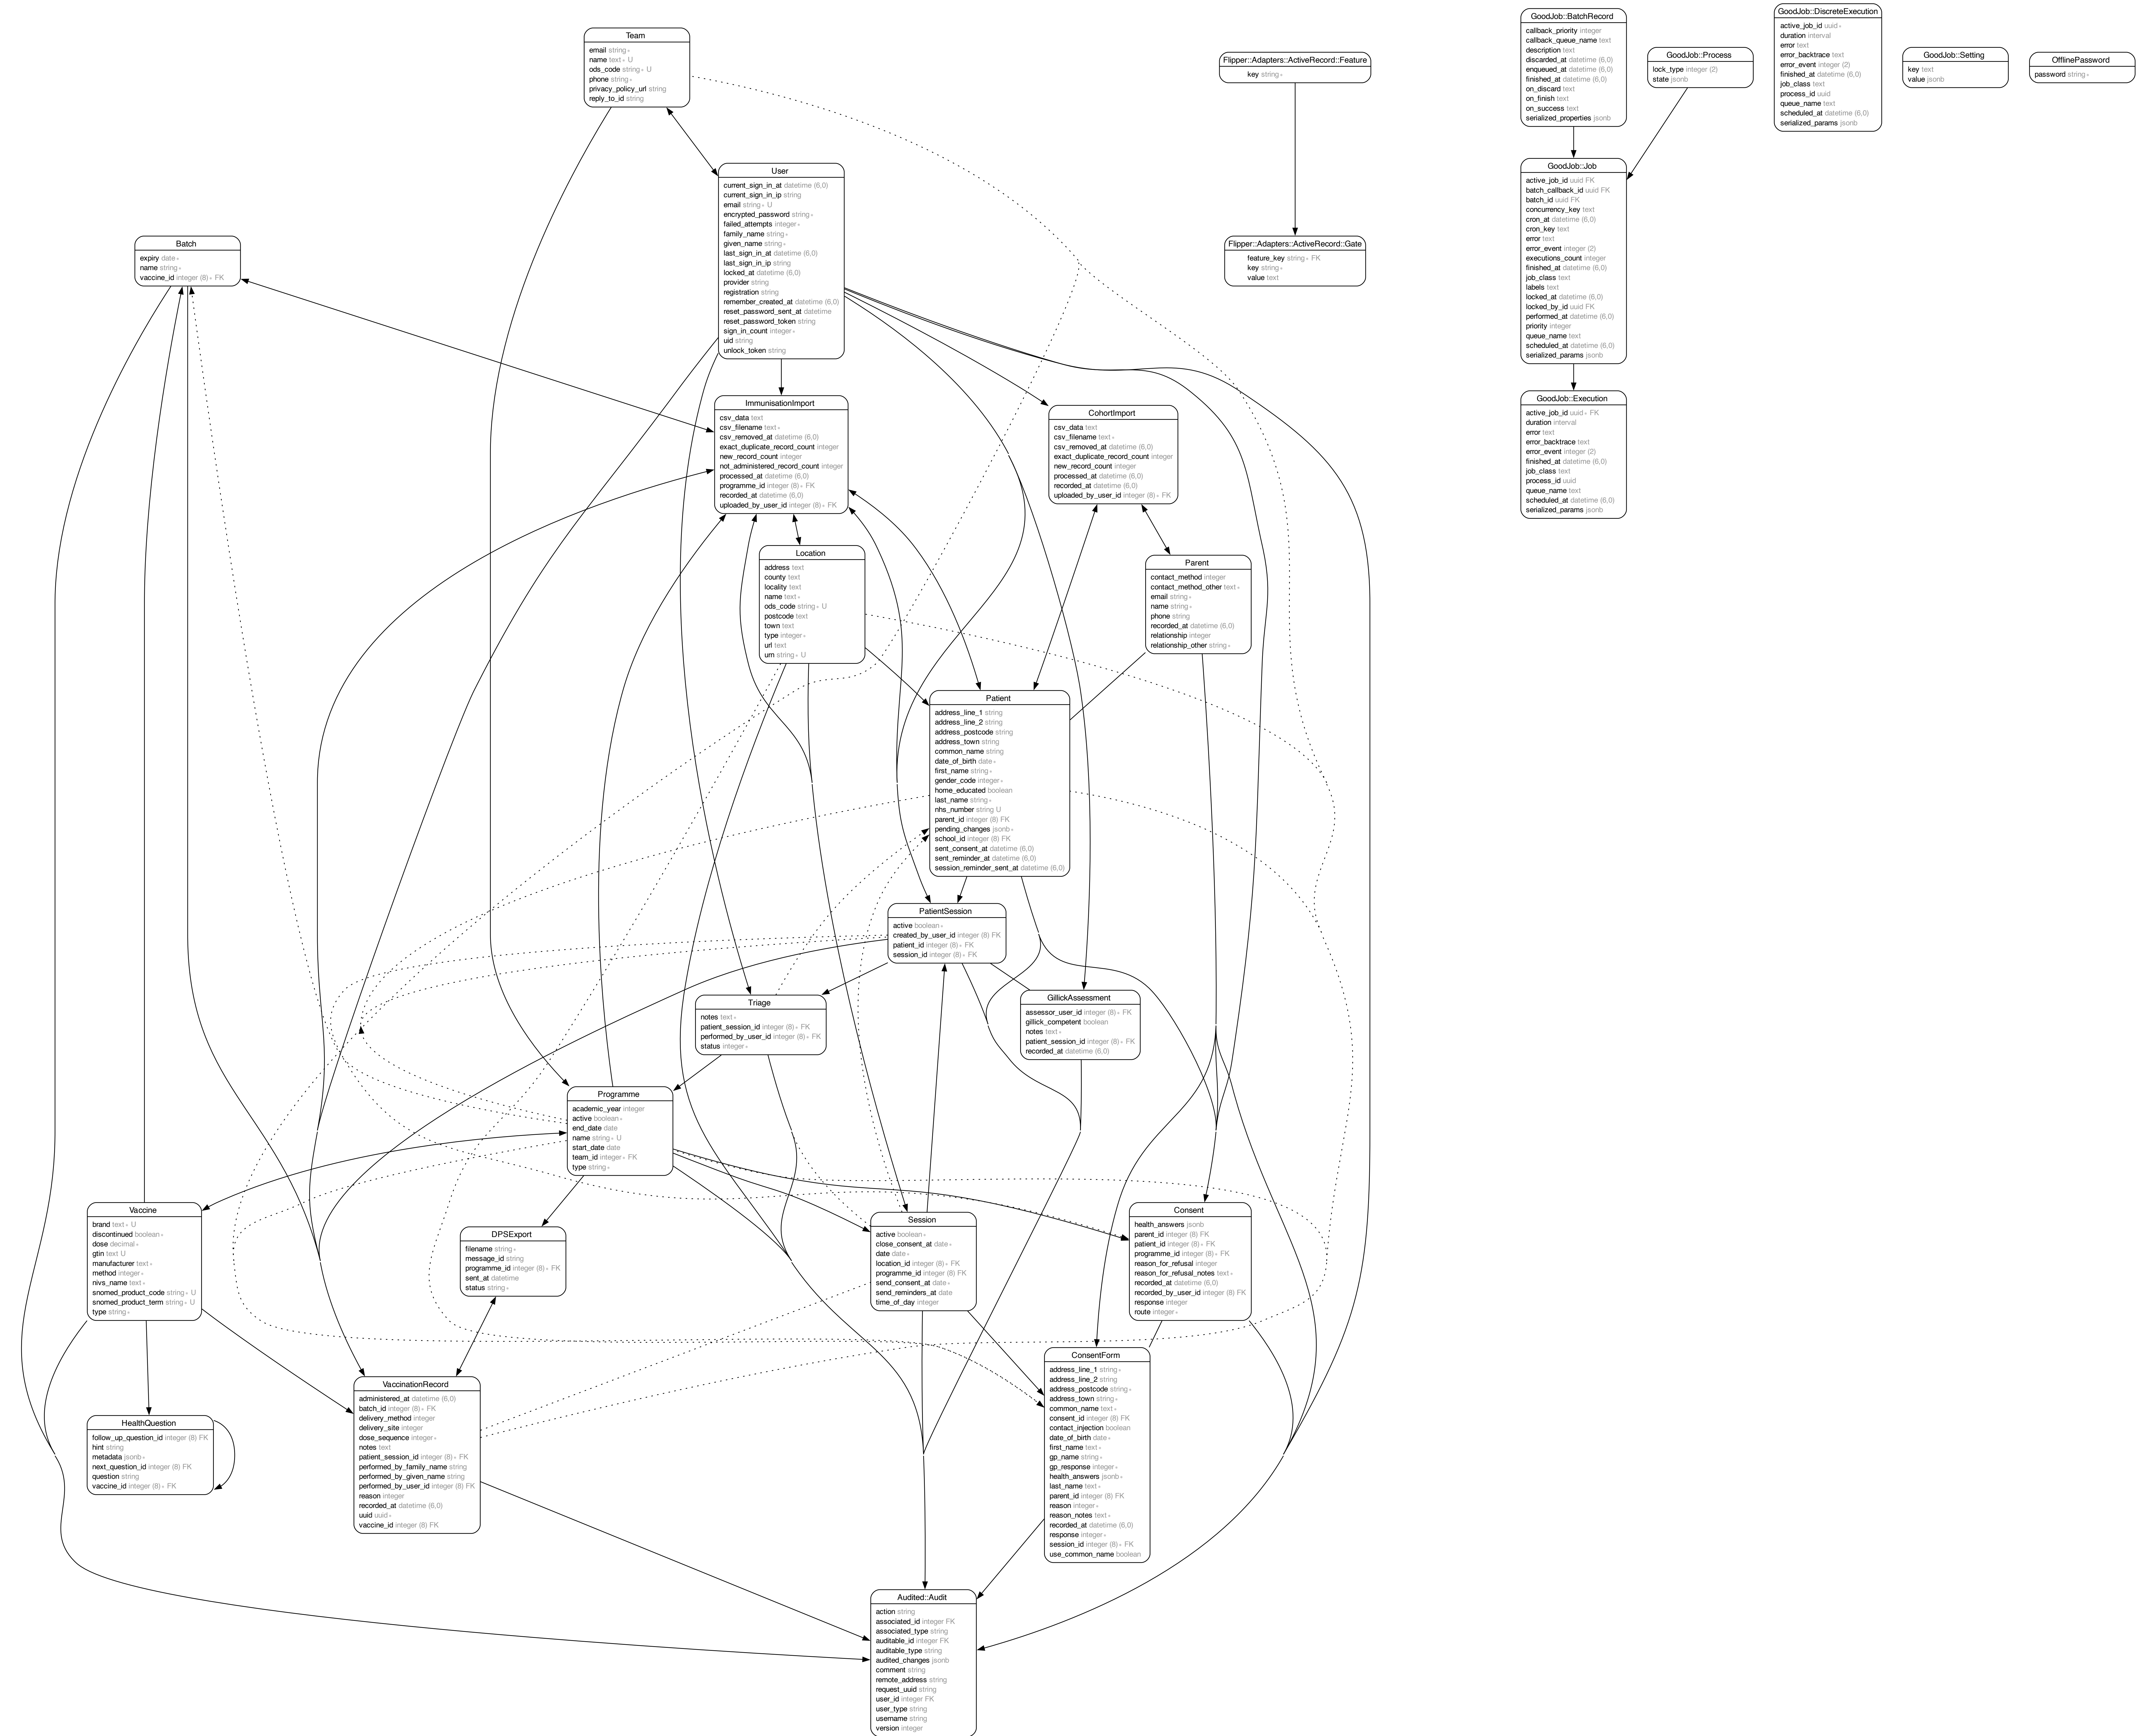 Team
email string ∗
name text ∗ U
ods_code string ∗ U
phone string ∗
privacy_policy_url string
reply_to_id string
User
current_sign_in_at datetime (6,0)
current_sign_in_ip string
email string ∗ U
encrypted_password string ∗
failed_attempts integer ∗
family_name string ∗
given_name string ∗
last_sign_in_at datetime (6,0)
last_sign_in_ip string
locked_at datetime (6,0)
provider string
registration string
remember_created_at datetime (6,0)
reset_password_sent_at datetime
reset_password_token string
sign_in_count integer ∗
uid string
unlock_token string
Batch
expiry date ∗
name string ∗
vaccine_id integer (8) ∗ FK
ImmunisationImport
csv_data text
csv_filename text ∗
csv_removed_at datetime (6,0)
exact_duplicate_record_count integer
new_record_count integer
not_administered_record_count integer
processed_at datetime (6,0)
programme_id integer (8) ∗ FK
recorded_at datetime (6,0)
uploaded_by_user_id integer (8) ∗ FK
CohortImport
csv_data text
csv_filename text ∗
csv_removed_at datetime (6,0)
exact_duplicate_record_count integer
new_record_count integer
processed_at datetime (6,0)
recorded_at datetime (6,0)
uploaded_by_user_id integer (8) ∗ FK
Location
address text
county text
locality text
name text ∗
ods_code string ∗ U
postcode text
town text
type integer ∗
url text
urn string ∗ U
Parent
contact_method integer
contact_method_other text ∗
email string ∗
name string ∗
phone string
recorded_at datetime (6,0)
relationship integer
relationship_other string ∗
Patient
address_line_1 string
address_line_2 string
address_postcode string
address_town string
common_name string
date_of_birth date ∗
first_name string ∗
gender_code integer ∗
home_educated boolean
last_name string ∗
nhs_number string U
parent_id integer (8) FK
pending_changes jsonb ∗
school_id integer (8) FK
sent_consent_at datetime (6,0)
sent_reminder_at datetime (6,0)
session_reminder_sent_at datetime (6,0)
PatientSession
active boolean ∗
created_by_user_id integer (8) FK
patient_id integer (8) ∗ FK
session_id integer (8) ∗ FK
Triage
notes text ∗
patient_session_id integer (8) ∗ FK
performed_by_user_id integer (8) ∗ FK
status integer ∗
GillickAssessment
assessor_user_id integer (8) ∗ FK
gillick_competent boolean
notes text ∗
patient_session_id integer (8) ∗ FK
recorded_at datetime (6,0)
Programme
academic_year integer
active boolean ∗
end_date date
name string ∗ U
start_date date
team_id integer ∗ FK
type string ∗
Vaccine
brand text ∗ U
discontinued boolean ∗
dose decimal ∗
gtin text U
manufacturer text ∗
method integer ∗
nivs_name text ∗
snomed_product_code string ∗ U
snomed_product_term string ∗ U
type string ∗
DPSExport
filename string ∗
message_id string
programme_id integer (8) ∗ FK
sent_at datetime
status string ∗
Session
active boolean ∗
close_consent_at date ∗
date date ∗
location_id integer (8) ∗ FK
programme_id integer (8) FK
send_consent_at date ∗
send_reminders_at date
time_of_day integer
Consent
health_answers jsonb
parent_id integer (8) FK
patient_id integer (8) ∗ FK
programme_id integer (8) ∗ FK
reason_for_refusal integer
reason_for_refusal_notes text ∗
recorded_at datetime (6,0)
recorded_by_user_id integer (8) FK
response integer
route integer ∗
HealthQuestion
follow_up_question_id integer (8) FK
hint string
metadata jsonb ∗
next_question_id integer (8) FK
question string
vaccine_id integer (8) ∗ FK
VaccinationRecord
administered_at datetime (6,0)
batch_id integer (8) ∗ FK
delivery_method integer
delivery_site integer
dose_sequence integer ∗
notes text
patient_session_id integer (8) ∗ FK
performed_by_family_name string
performed_by_given_name string
performed_by_user_id integer (8) FK
reason integer
recorded_at datetime (6,0)
uuid uuid ∗
vaccine_id integer (8) FK
ConsentForm
address_line_1 string ∗
address_line_2 string
address_postcode string ∗
address_town string ∗
common_name text ∗
consent_id integer (8) FK
contact_injection boolean
date_of_birth date ∗
first_name text ∗
gp_name string ∗
gp_response integer ∗
health_answers jsonb ∗
last_name text ∗
parent_id integer (8) FK
reason integer ∗
reason_notes text ∗
recorded_at datetime (6,0)
response integer ∗
session_id integer (8) ∗ FK
use_common_name boolean
Audited::Audit
action string
associated_id integer FK
associated_type string
auditable_id integer FK
auditable_type string
audited_changes jsonb
comment string
remote_address string
request_uuid string
user_id integer FK
user_type string
username string
version integer
Flipper::Adapters::ActiveRecord::Feature
key string ∗
Flipper::Adapters::ActiveRecord::Gate
feature_key string ∗ FK
key string ∗
value text
GoodJob::BatchRecord
callback_priority integer
callback_queue_name text
description text
discarded_at datetime (6,0)
enqueued_at datetime (6,0)
finished_at datetime (6,0)
on_discard text
on_finish text
on_success text
serialized_properties jsonb
GoodJob::Process
lock_type integer (2)
state jsonb
GoodJob::Job
active_job_id uuid FK
batch_callback_id uuid FK
batch_id uuid FK
concurrency_key text
cron_at datetime (6,0)
cron_key text
error text
error_event integer (2)
executions_count integer
finished_at datetime (6,0)
job_class text
labels text
locked_at datetime (6,0)
locked_by_id uuid FK
performed_at datetime (6,0)
priority integer
queue_name text
scheduled_at datetime (6,0)
serialized_params jsonb
GoodJob::Execution
active_job_id uuid ∗ FK
duration interval
error text
error_backtrace text
error_event integer (2)
finished_at datetime (6,0)
job_class text
process_id uuid
queue_name text
scheduled_at datetime (6,0)
serialized_params jsonb
GoodJob::DiscreteExecution
active_job_id uuid ∗
duration interval
error text
error_backtrace text
error_event integer (2)
finished_at datetime (6,0)
job_class text
process_id uuid
queue_name text
scheduled_at datetime (6,0)
serialized_params jsonb
GoodJob::Setting
key text
value jsonb
OfflinePassword
password string ∗